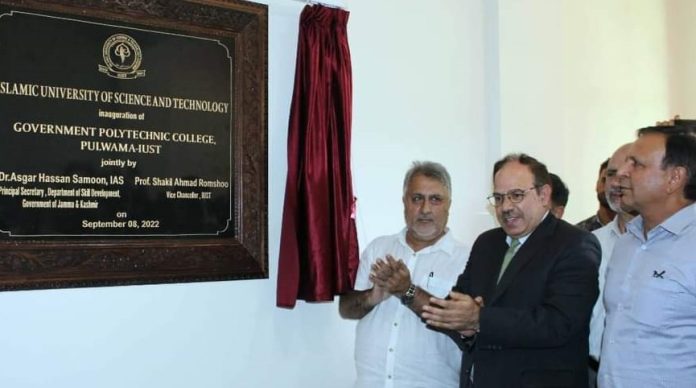 SLAMIC UNIVERSITY OF SCIENCE AND TECHNOLOGY
inauguration of
GOVERNMENT POLYTECHNIC COLLEGE,
PULWAMA-IUST
jointly by
Dr.Asgar Hassan Samoon, IAS Prof. Shakil Ahmad Romshoo
Principal Secretary , Department of Skill Development, Vice Chancellor , IUST
Government of Jammu & Kashmir
on
September 08, 2022